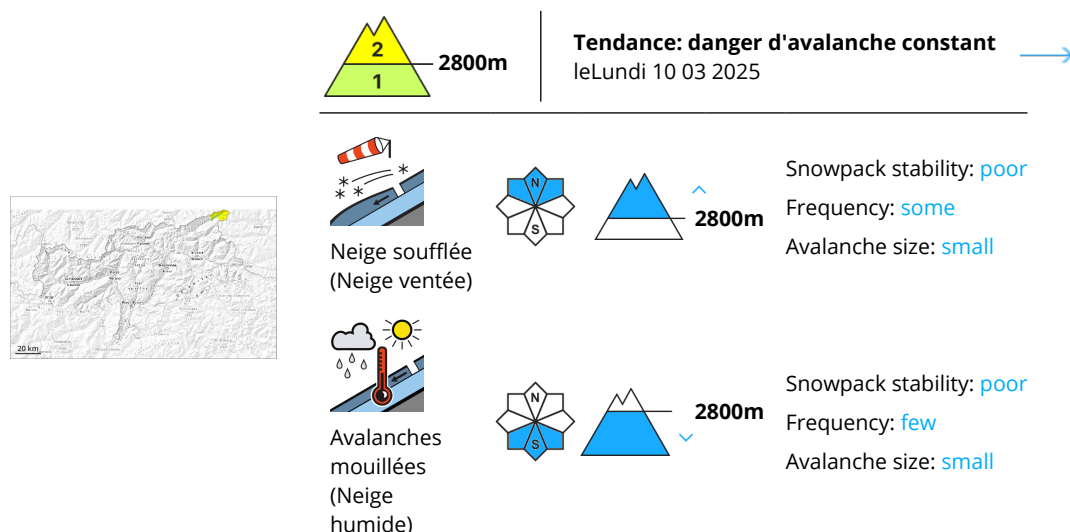 2
1
2800m
Tendance: danger d'avalanche constant
leLundi 10 03 2025
N
S
2800m
Snowpack stability: poor
Frequency: some
Avalanche size: small
Neige soufflée
(Neige ventée)
20 km
N
S
2800m
Snowpack stability: poor
Frequency: few
Avalanche size: small
Avalanches
mouillées
(Neige
humide)